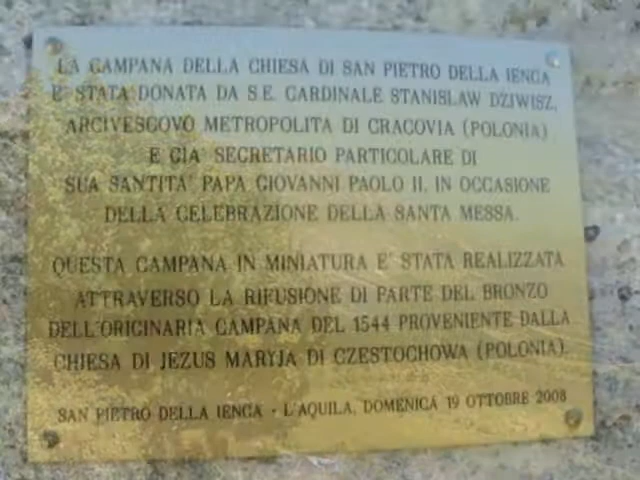 LA CAMPANA DELLA CHIESA DI SAN PIETRO DELLA IENCA
E' STATA DONATA DA S.E. CARDINALE STANISLAW DZIWISZ,
ARCIVESCOVO METROPOLITA DI CRACOVIA (POLONIA)
E GIA' SECRETARIO PARTICOLARE DI
SUA SANTITA' PAPA GIOVANNI PAOLO II, IN OCCASIONE
DELLA CELEBRAZIONE DELLA SANTA MESSA.
QUESTA CAMPANA IN MINIATURA E' STATA REALIZZATA
ATTRAVERSO LA RIFUSIONE DI PARTE DEL BRONZO
DELL'ORIGINARIA CAMPANA DEL 1544 PROVENIENTE DALLA
CHIESA DI JEZUS MARYJA DI CZESTOCHOWA (POLONIA).
SAN PIETRO DELLA IENCA - L'AQUILA, DOMENICA 19 OTTOBRE 2008